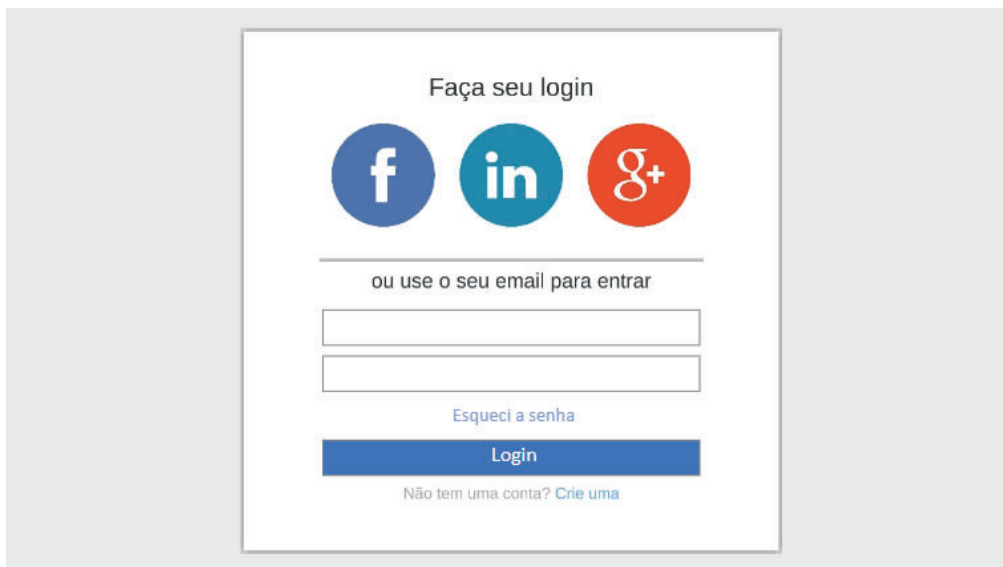 Faça seu login
f in g+
ou use o seu email para entrar
Esqueci a senha
Login
Não tem uma conta? Crie uma